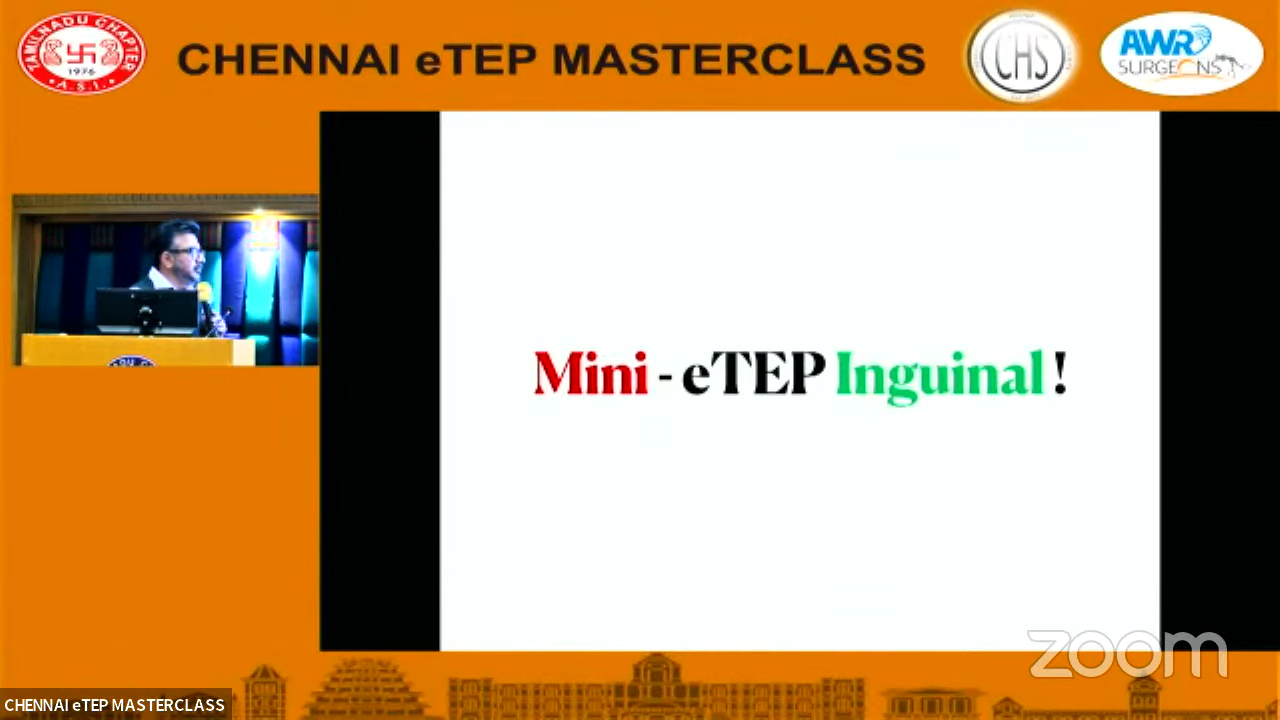 TAMILNADU CHAPTER
1976
A.S.I.
CHENNAI eTEP MASTERCLASS
CHS
AWR
SURGEONS
Mini - eTEP Inguinal !
zoom
CHENNAI eTEP MASTERCLASS